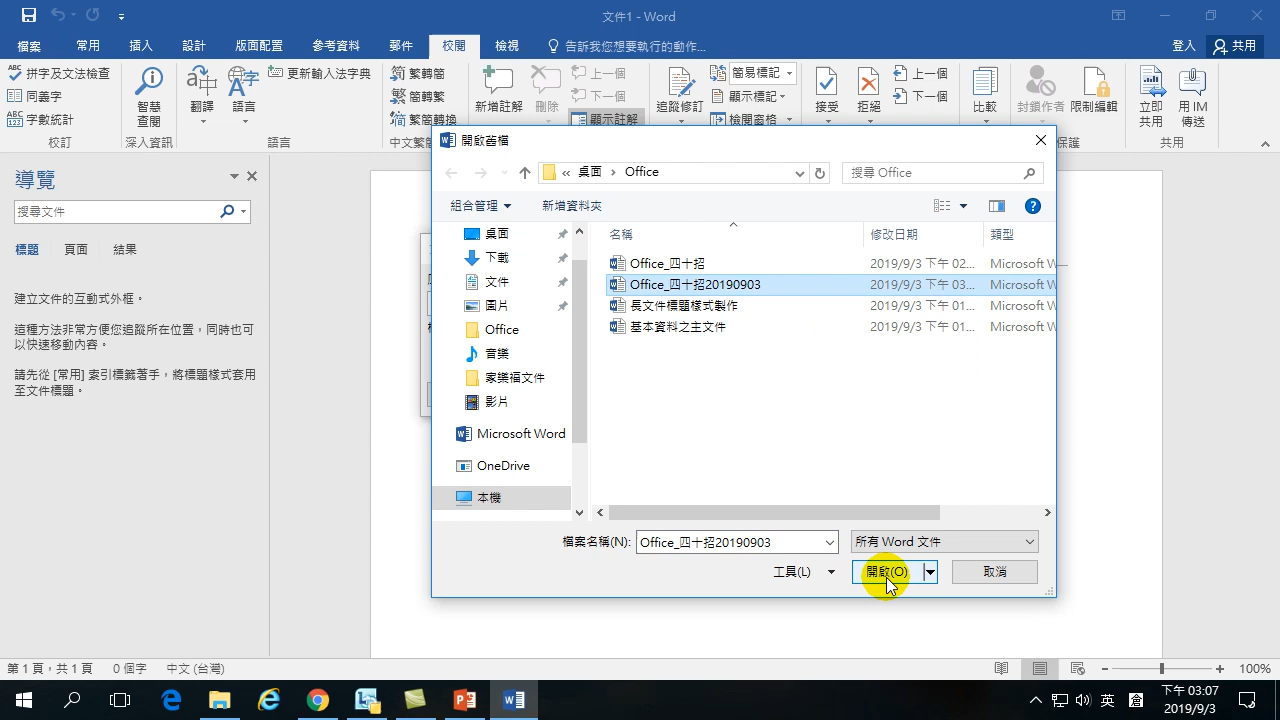 文件1 - Word
檔案 常用 插入 設計 版面配置 參考資料 郵件 校閱 檢視 告訴我您想要執行的動作... 登入 共用
拼字及文法檢查
同義字
字數統計
校訂
智慧
查閱
深入資訊
翻譯 語言
更新輸入法字典
語言
繁轉簡
簡轉繁
繁簡轉換
中文繁簡
新增註解 刪除
上一個
下一個
顯示註解
追蹤修訂
簡易標記
顯示標記
檢閱窗格
接受 拒絕
上一個
下一個
比較
封鎖作者 限制編輯
保護
立即
共用
用 IM
傳送
共用
導覽
搜尋文件
標題 頁面 結果
建立文件的互動式外框。
這種方法非常方便您追蹤所在位置，同時也可
以快速移動內容。
請先從 [常用] 索引標籤著手，將標題樣式套用
至文件標題。
開啟舊檔
« 桌面 › Office
搜尋 Office
組合管理 新增資料夾
桌面
下載
文件
圖片
Office
音樂
家樂福文件
影片
Microsoft Word
OneDrive
本機
名稱 修改日期 類型
Office_四十招 2019/9/3 下午 02... Microsoft W
Office_四十招20190903 2019/9/3 下午 03... Microsoft W
長文件標題樣式製作 2019/9/3 下午 01... Microsoft W
基本資料之主文件 2019/9/3 下午 01... Microsoft W
檔案名稱(N): Office_四十招20190903 所有 Word 文件
工具(L) 開啟(O) 取消
第 1 頁，共 1 頁 0 個字 中文 (台灣) 100%
英
下午 03:07
2019/9/3